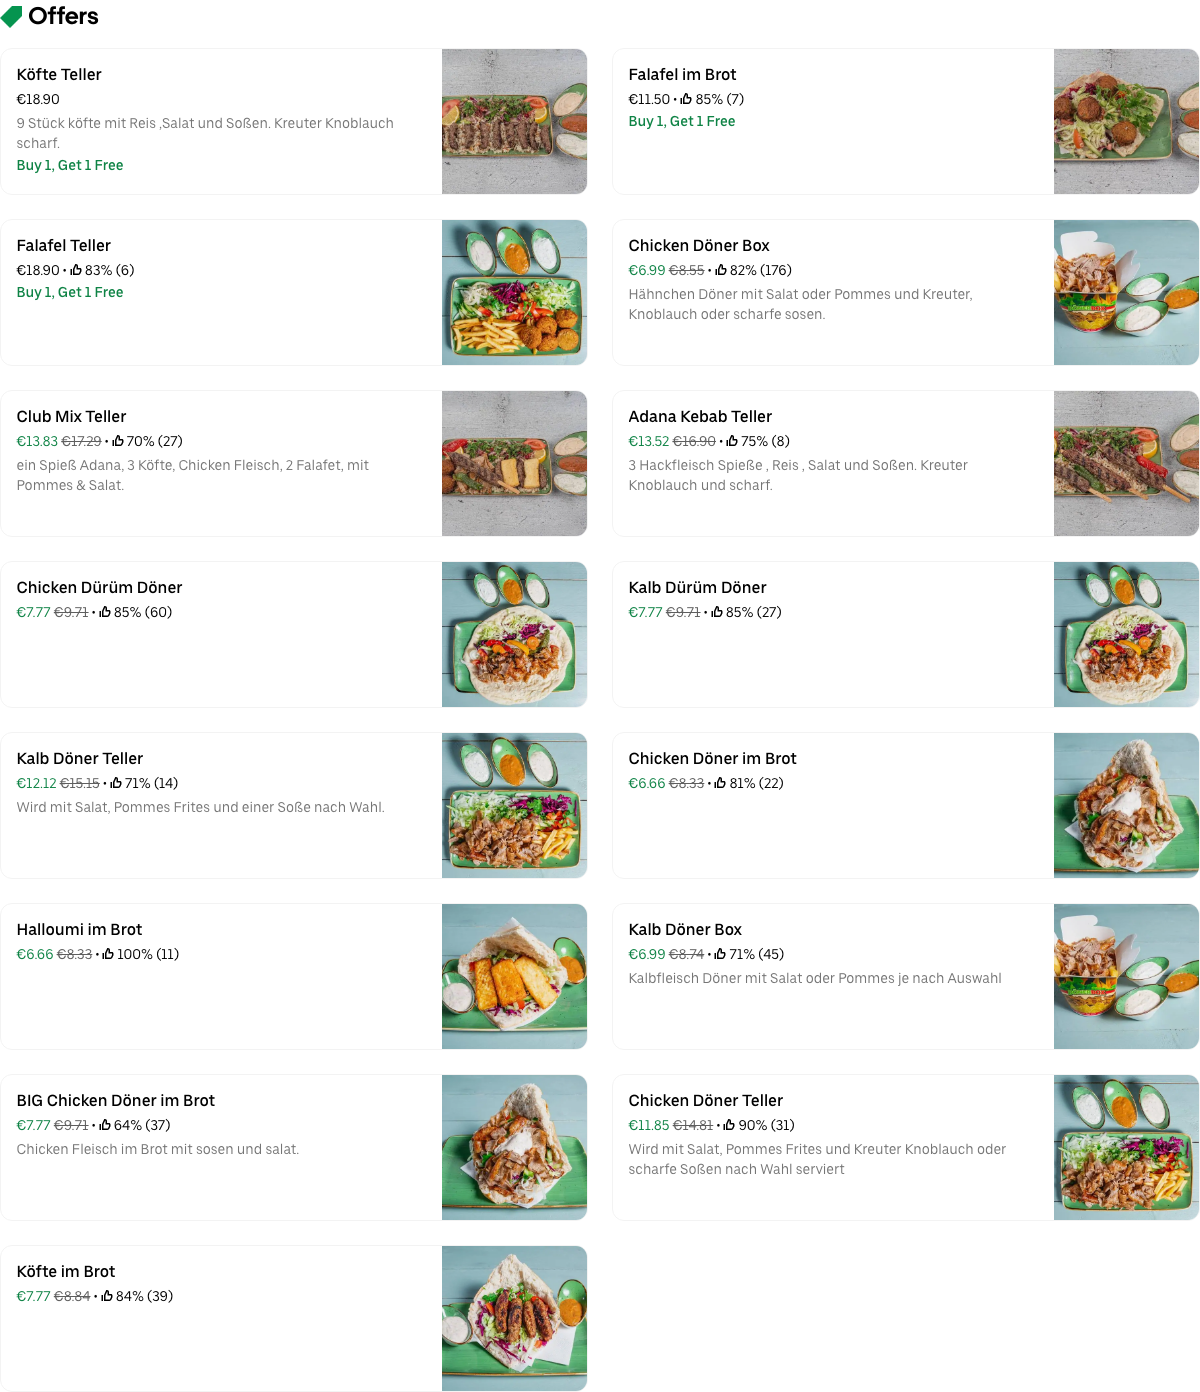 Offers
Köfte Teller
€18.90
9 Stück köfte mit Reis ,Salat und Soßen. Kreuter Knoblauch
scharf.
Buy 1, Get 1 Free
Falafel im Brot
€11.50 • 85% (7)
Buy 1, Get 1 Free
Falafel Teller
€18.90 • 83% (6)
Buy 1, Get 1 Free
Chicken Döner Box
€6.99 €8.55 • 82% (176)
Hähnchen Döner mit Salat oder Pommes und Kreuter,
Knoblauch oder scharfe sosen.
Club Mix Teller
€13.83 €17.29 • 70% (27)
ein Spieß Adana, 3 Köfte, Chicken Fleisch, 2 Falafet, mit
Pommes & Salat.
Adana Kebab Teller
€13.52 €16.90 • 75% (8)
3 Hackfleisch Spieße , Reis , Salat und Soßen. Kreuter
Knoblauch und scharf.
Chicken Dürüm Döner
€7.77 €9.71 • 85% (60)
Kalb Dürüm Döner
€7.77 €9.71 • 85% (27)
Kalb Döner Teller
€12.12 €15.15 • 71% (14)
Wird mit Salat, Pommes Frites und einer Soße nach Wahl.
Chicken Döner im Brot
€6.66 €8.33 • 81% (22)
Halloumi im Brot
€6.66 €8.33 • 100% (11)
Kalb Döner Box
€6.99 €8.74 • 71% (45)
Kalbfleisch Döner mit Salat oder Pommes je nach Auswahl
BIG Chicken Döner im Brot
€7.77 €9.71 • 64% (37)
Chicken Fleisch im Brot mit sosen und salat.
Chicken Döner Teller
€11.85 €14.81 • 90% (31)
Wird mit Salat, Pommes Frites und Kreuter Knoblauch oder
scharfe Soßen nach Wahl serviert
Köfte im Brot
€7.77 €8.84 • 84% (39)